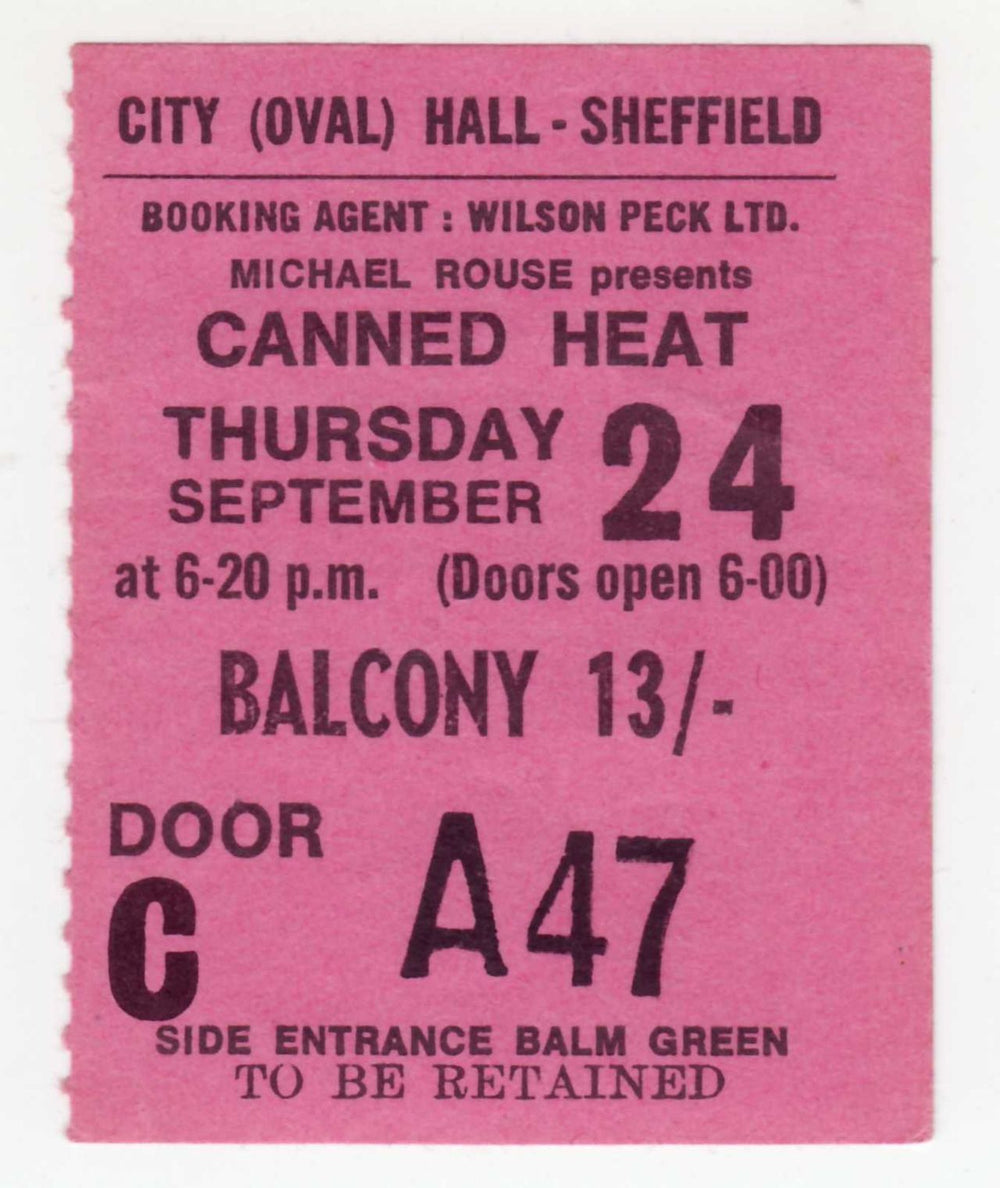 CITY (OVAL) HALL - SHEFFIELD
BOOKING AGENT : WILSON PECK LTD.
MICHAEL ROUSE presents
CANNED HEAT
THURSDAY 24
SEPTEMBER
at 6-20 p.m. (Doors open 6-00)
BALCONY 13/-
DOOR
C A47
SIDE ENTRANCE BALM GREEN
TO BE RETAINED